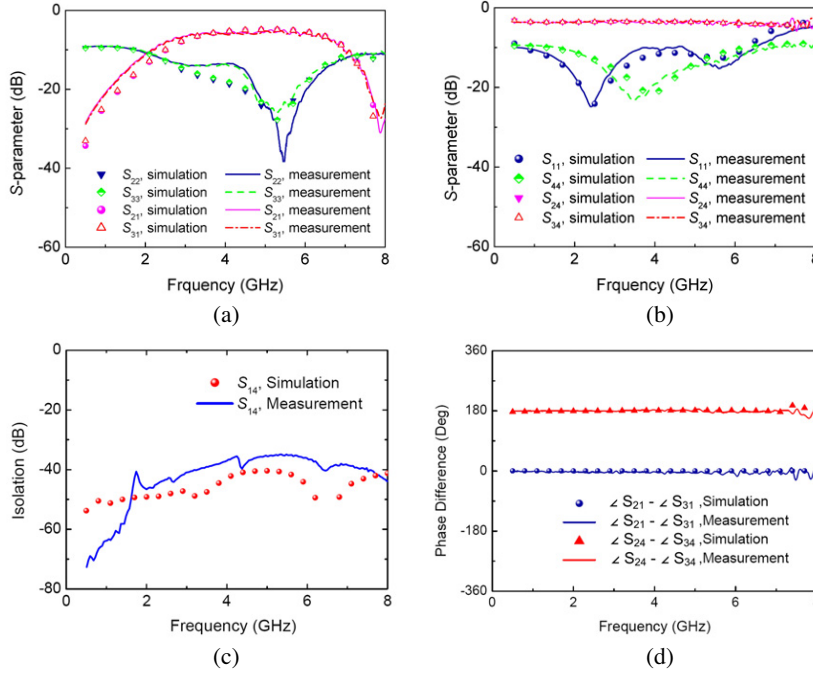 0
-20
-40
-60
S-parameter (dB)
S22, simulation
S22, measurement
S33, simulation
S33, measurement
S21, simulation
S21, measurement
S31, simulation
S31, measurement
0
2
4
6
8
Frquency (GHz)
(a)
0
-20
-40
-60
S-parameter (dB)
S11, simulation
S11, measurement
S44, simulation
S44, measurement
S24, simulation
S24, measurement
S34, simulation
S34, measurement
0
2
4
6
8
Frquency (GHz)
(b)
0
-20
-40
-60
-80
Isolation (dB)
S14, Simulation
S14, Measurement
0
2
4
6
8
Frequency (GHz)
(c)
360
180
0
-180
-360
Phase Difference (Deg)
∠ S21 - ∠ S31 ,Simulation
∠ S21 - ∠ S31 ,Measurement
∠ S24 - ∠ S34 ,Simulation
∠ S24 - ∠ S34 ,Measurement
0
2
4
6
8
Frequency (GHz)
(d)